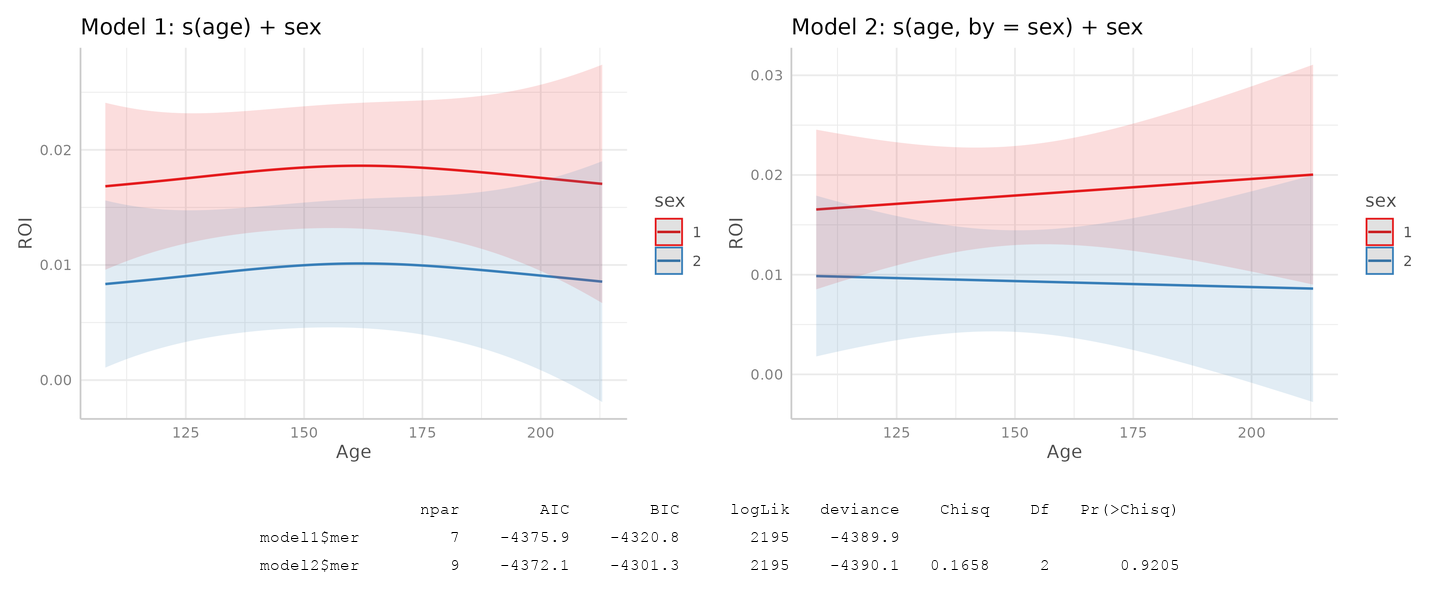 Model 1: s(age) + sex
0.02
0.01
0.00
ROI
125 150 175 200
Age
sex
1
2
Model 2: s(age, by = sex) + sex
0.03
0.02
0.01
0.00
ROI
125 150 175 200
Age
sex
1
2
npar AIC BIC logLik deviance Chisq Df Pr(>Chisq)
model1$mer 7 -4375.9 -4320.8 2195 -4389.9
model2$mer 9 -4372.1 -4301.3 2195 -4390.1 0.1658 2 0.9205